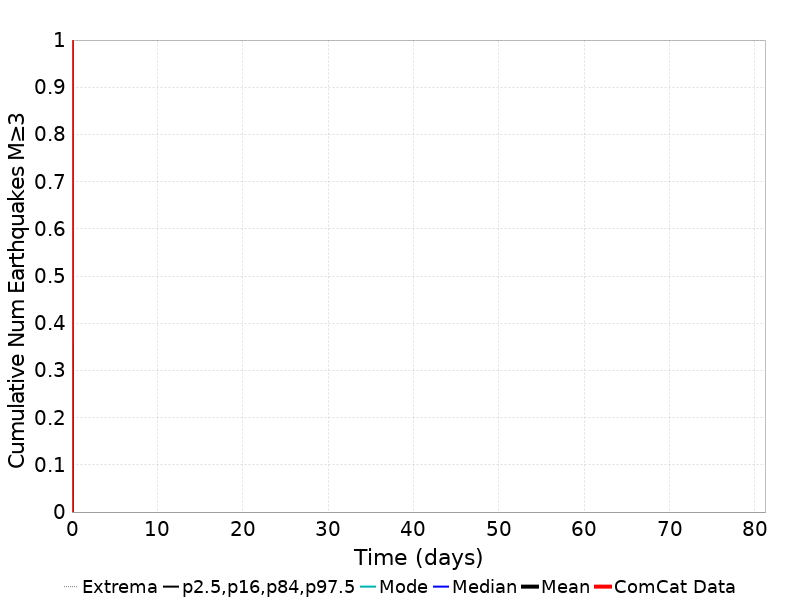 1
0.9
0.8
0.7
0.6
0.5
0.4
0.3
0.2
0.1
0
Cumulative Num Earthquakes M≥3
0 10 20 30 40 50 60 70 80
Time (days)
Extrema p2.5,p16,p84,p97.5 Mode Median Mean ComCat Data